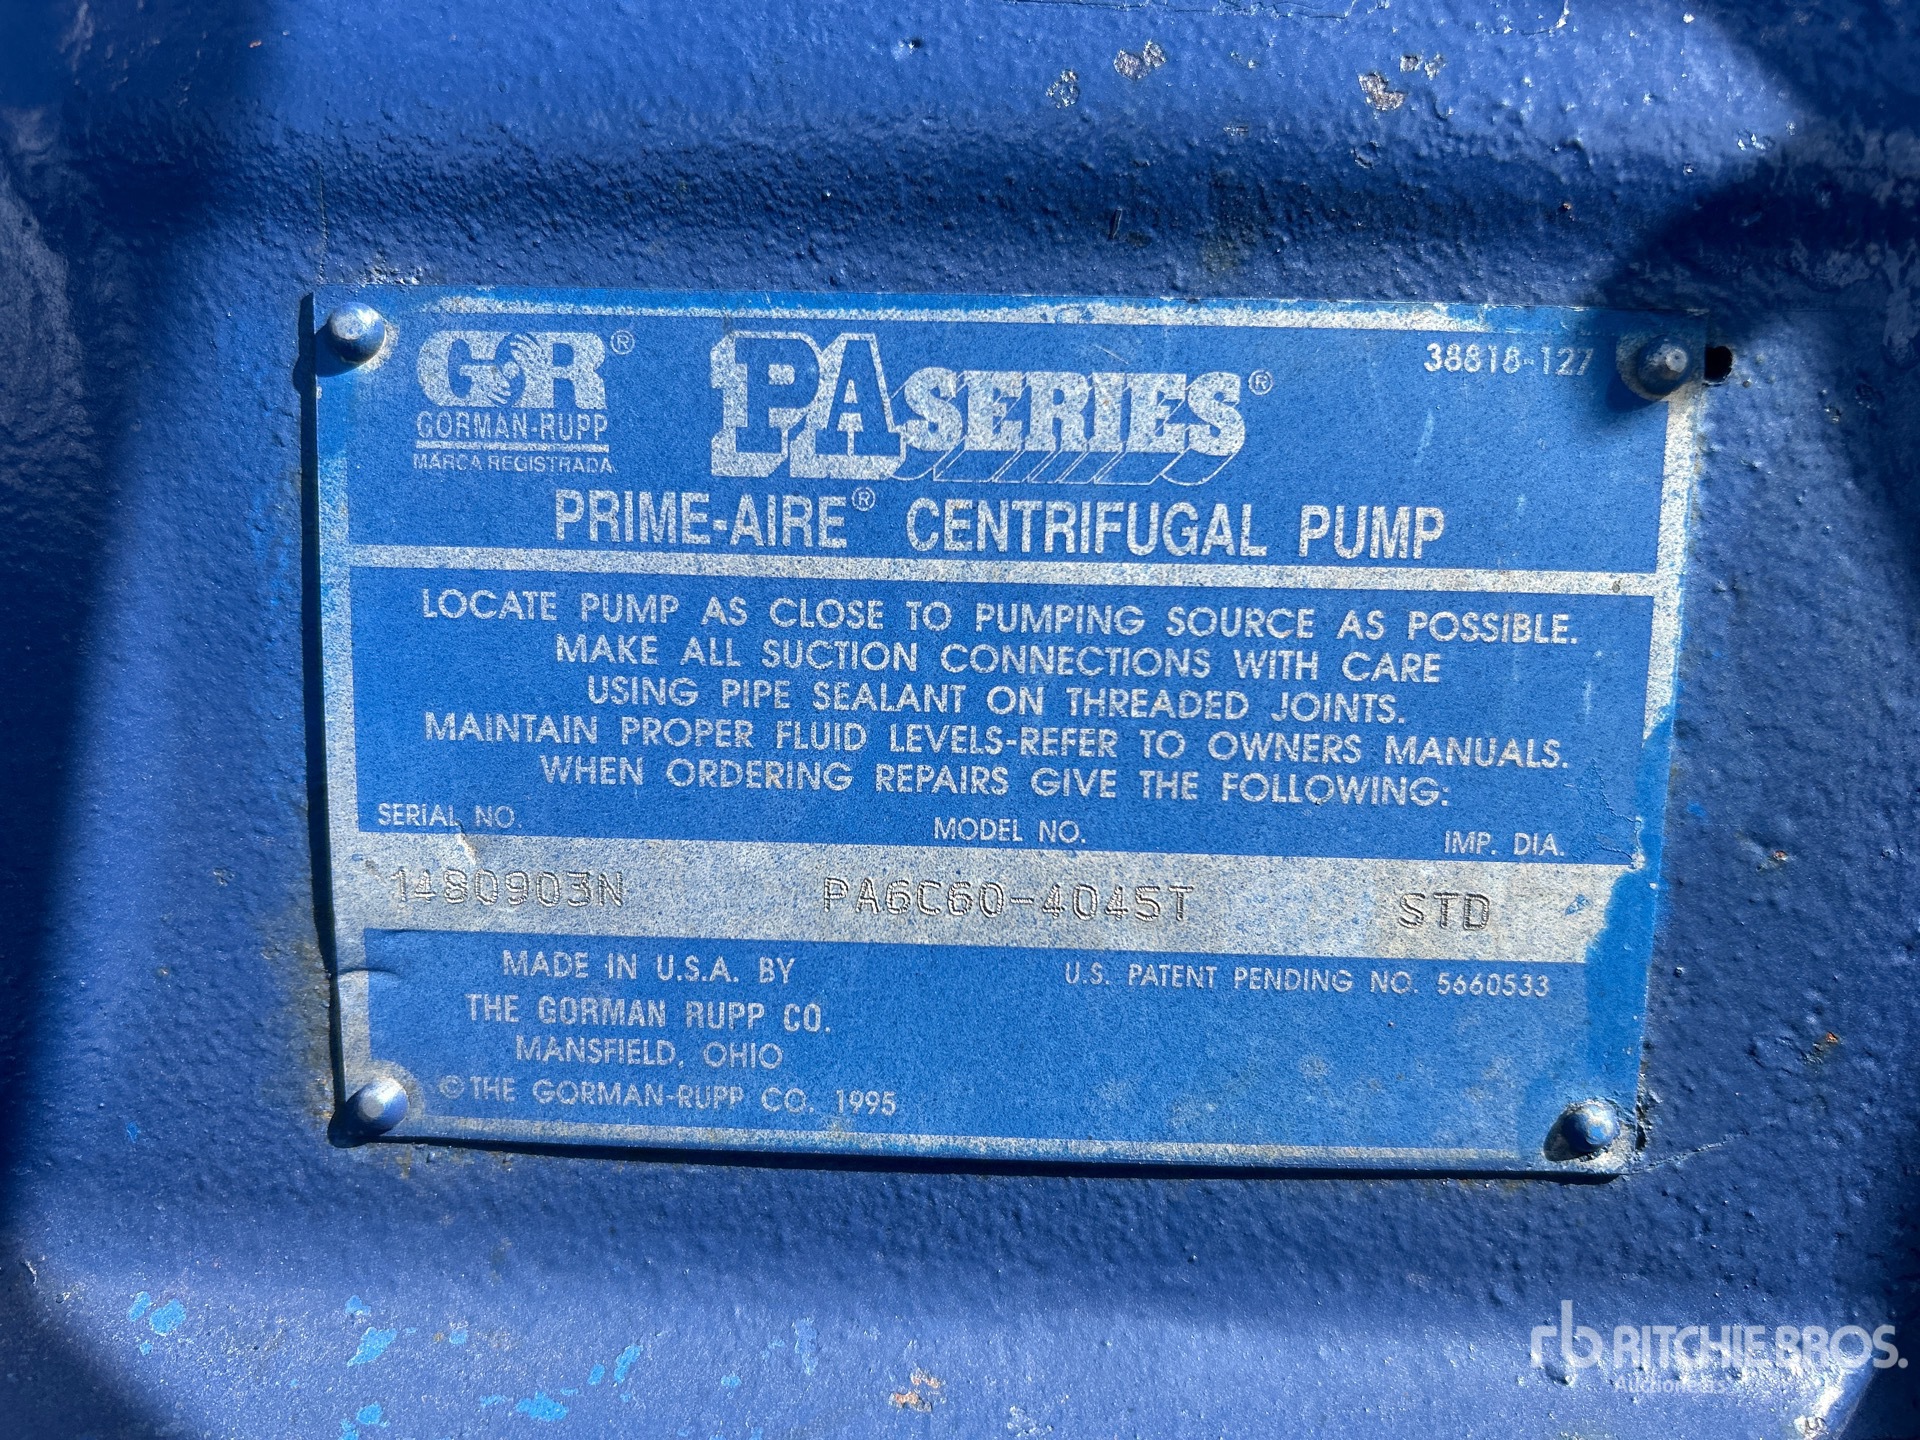 GR®
GORMAN-RUPP
MARCA REGISTRADA
PA SERIES®
38818-127
PRIME-AIRE® CENTRIFUGAL PUMP
LOCATE PUMP AS CLOSE TO PUMPING SOURCE AS POSSIBLE.
MAKE ALL SUCTION CONNECTIONS WITH CARE
USING PIPE SEALANT ON THREADED JOINTS.
MAINTAIN PROPER FLUID LEVELS-REFER TO OWNERS MANUALS.
WHEN ORDERING REPAIRS GIVE THE FOLLOWING:
SERIAL NO. MODEL NO. IMP. DIA.
1480903N PA6C60-4045T STD
MADE IN U.S.A. BY
THE GORMAN RUPP CO.
MANSFIELD, OHIO
© THE GORMAN-RUPP CO. 1995
U.S. PATENT PENDING NO. 5660533
rb RITCHIE BROS.
Auctioneers